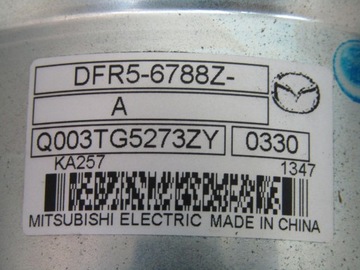 DFR5-6788Z-
A
Q003TG5273ZY 0330
KA257 1347
MITSUBISHI ELECTRIC MADE IN CHINA